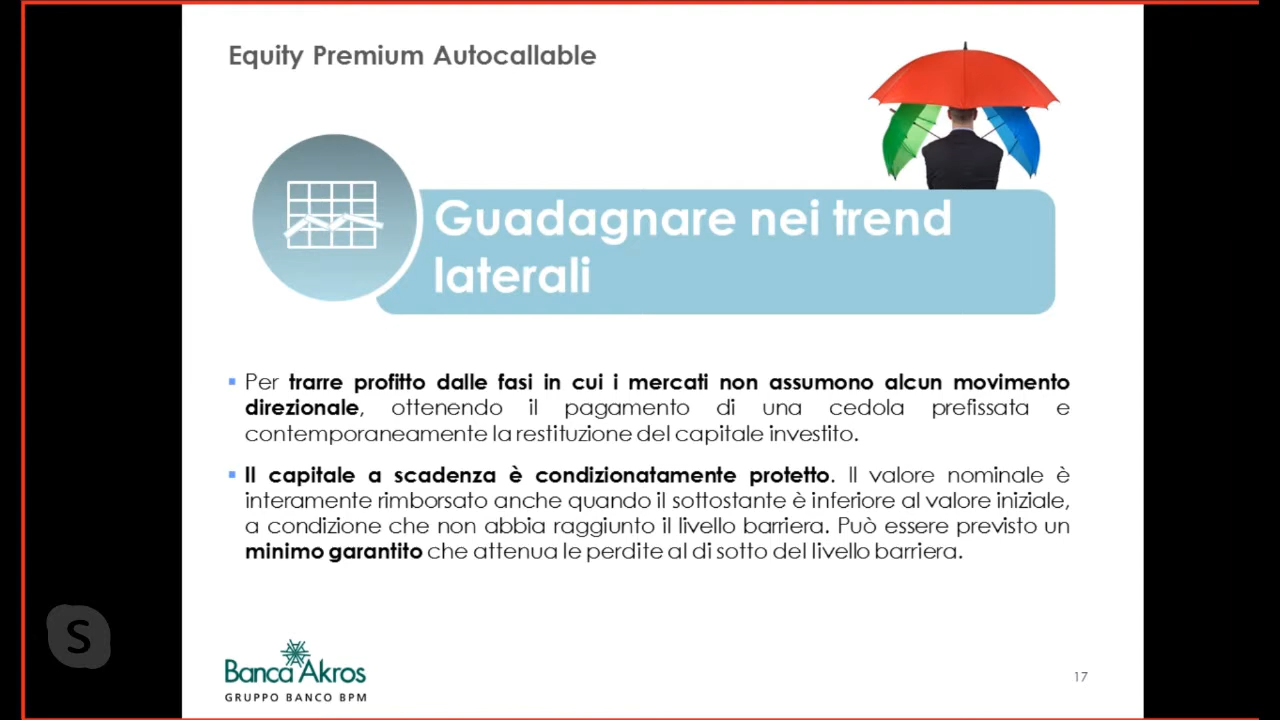 Equity Premium Autocallable
Guadagnare nei trend
laterali
Per trarre profitto dalle fasi in cui i mercati non assumono alcun movimento
direzionale, ottenendo il pagamento di una cedola prefissata e
contemporaneamente la restituzione del capitale investito.
Il capitale a scadenza è condizionatamente protetto. Il valore nominale è
interamente rimborsato anche quando il sottostante è inferiore al valore iniziale,
a condizione che non abbia raggiunto il livello barriera. Può essere previsto un
minimo garantito che attenua le perdite al di sotto del livello barriera.
S
Banca Akros
GRUPPO BANCO BPM
17